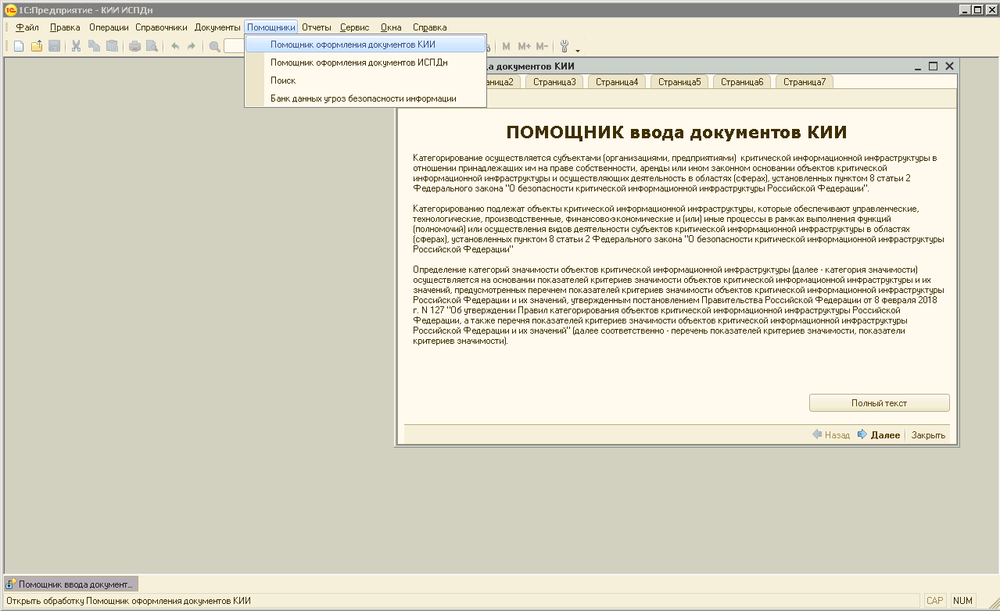 1С:Предприятие - КИИ ИСПДн
Файл Правка Операции Справочники Документы Помощники Отчеты Сервис Окна Справка
M M+ M-
Помощник оформления документов КИИ
Помощник оформления документов ИСПДн
Поиск
Банк данных угроз безопасности информации
а документов КИИ
аница2 Страница3 Страница4 Страница5 Страница6 Страница7
ПОМОЩНИК ввода документов КИИ
Категорирование осуществляется субъектами (организациями, предприятиями) критической информационной инфраструктуры в
отношении принадлежащих им на праве собственности, аренды или ином законном основании объектов критической
информационной инфраструктуры и осуществляющих деятельность в областях (сферах), установленных пунктом 8 статьи 2
Федерального закона "О безопасности критической информационной инфраструктуры Российской Федерации".
Категорированию подлежат объекты критической информационной инфраструктуры, которые обеспечивают управленческие,
технологические, производственные, финансово-экономические и (или) иные процессы в рамках выполнения функций
(полномочий) или осуществления видов деятельности субъектов критической информационной инфраструктуры в областях
(сферах), установленных пунктом 8 статьи 2 Федерального закона "О безопасности критической информационной инфраструктуры
Российской Федерации"
Определение категорий значимости объектов критической информационной инфраструктуры (далее - категория значимости)
осуществляется на основании показателей критериев значимости объектов критической информационной инфраструктуры и их
значений, предусмотренных перечнем показателей критериев значимости объектов критической информационной инфраструктуры
Российской Федерации и их значений, утвержденным постановлением Правительства Российской Федерации от 8 февраля 2018
г. N 127 "Об утверждении Правил категорирования объектов критической информационной инфраструктуры Российской
Федерации, а также перечня показателей критериев значимости объектов критической информационной инфраструктуры
Российской Федерации и их значений" (далее соответственно - перечень показателей критериев значимости, показатели
критериев значимости).
Полный текст
Назад Далее Закрыть
Помощник ввода документ...
Открыть обработку Помощник оформления документов КИИ
CAP NUM